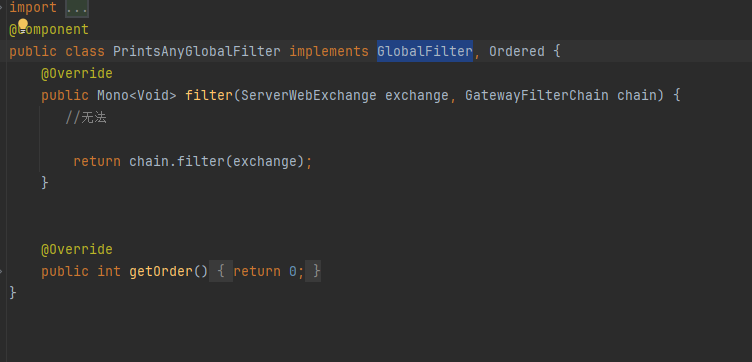 import ...
@Component
public class PrintsAnyGlobalFilter implements GlobalFilter, Ordered {
@Override
public Mono<Void> filter(ServerWebExchange exchange, GatewayFilterChain chain) {
//无法
return chain.filter(exchange);
}
@Override
public int getOrder() { return 0; }
}